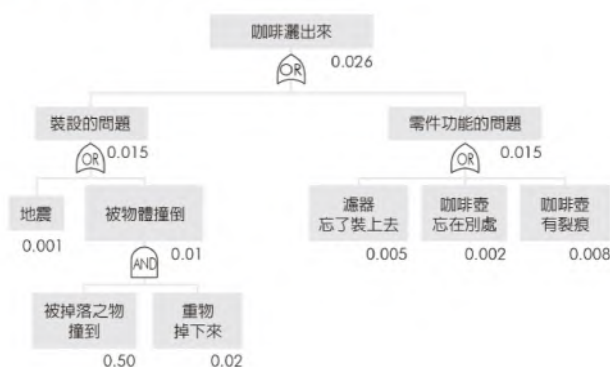 咖啡灑出來
OR
0.026
裝設的問題
OR
0.015
零件功能的問題
OR
0.015
地震
0.001
被物體撞倒
AND
0.01
濾器
忘了裝上去
0.005
咖啡壺
忘在別處
0.002
咖啡壺
有裂痕
0.008
被掉落之物
撞到
0.50
重物
掉下來
0.02